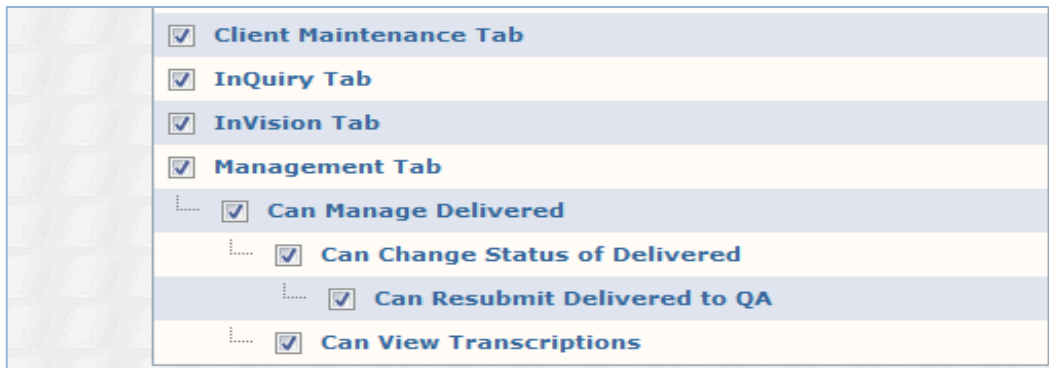 Client Maintenance Tab
InQuiry Tab
InVision Tab
Management Tab
Can Manage Delivered
Can Change Status of Delivered
Can Resubmit Delivered to QA
Can View Transcriptions